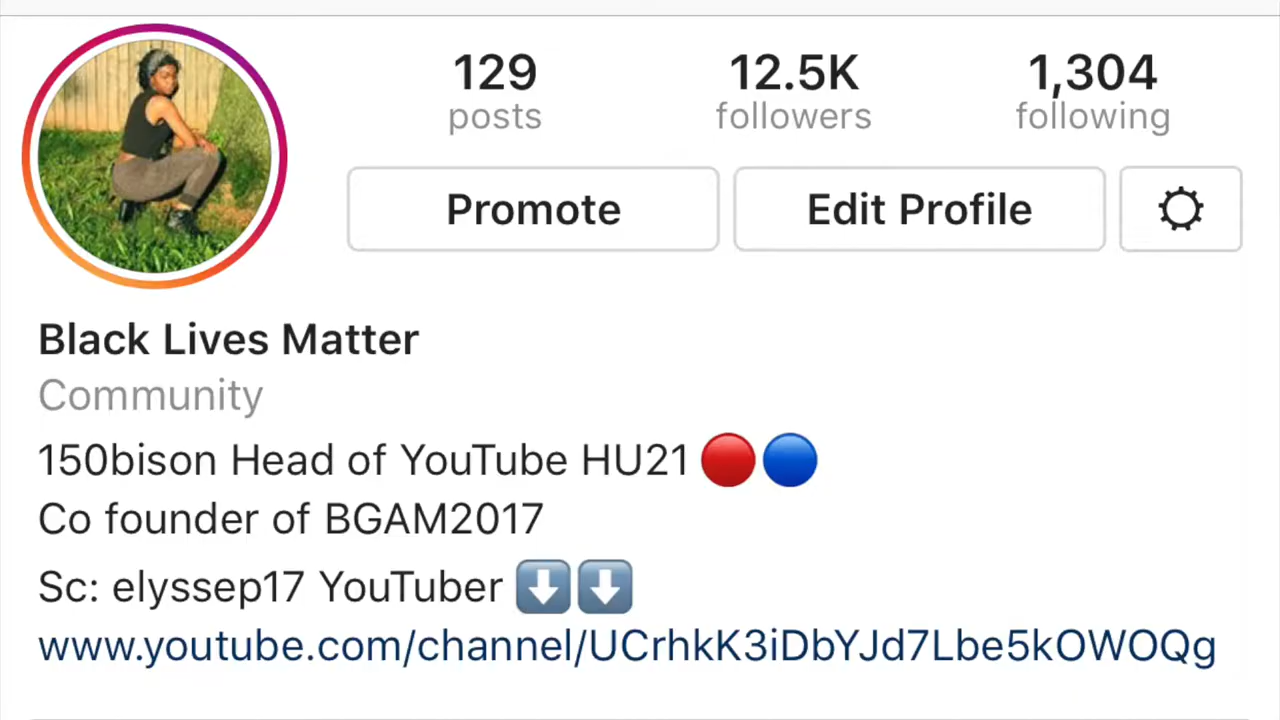 129 12.5K 1,304
posts followers following
Promote Edit Profile
Black Lives Matter
Community
150bison Head of YouTube HU21 🔴🔵
Co founder of BGAM2017
Sc: elyssep17 YouTuber ⬇️⬇️
www.youtube.com/channel/UCrhkK3iDbYJd7Lbe5kOWOQg